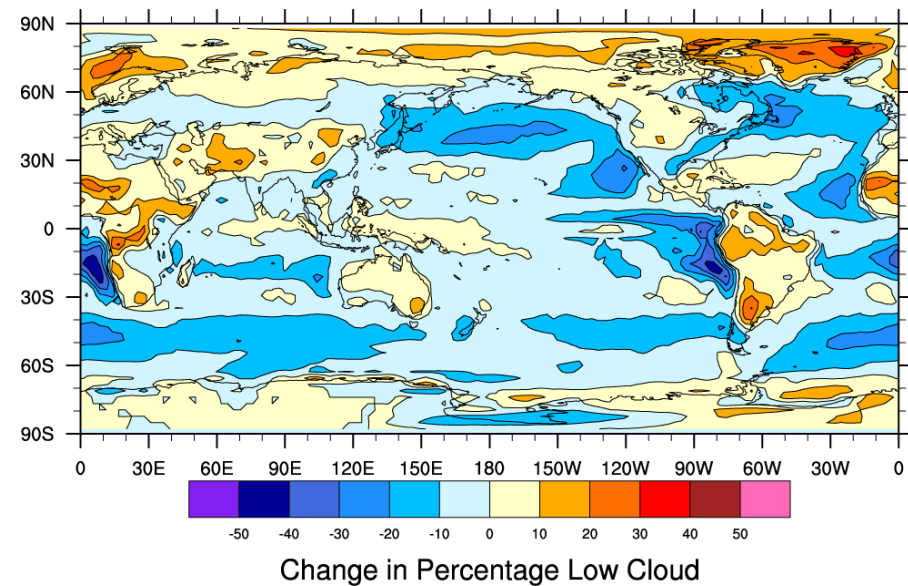 90N
60N
30N
0
30S
60S
90S
0 30E 60E 90E 120E 150E 180 150W 120W 90W 60W 30W 0
-50 -40 -30 -20 -10 0 10 20 30 40 50
Change in Percentage Low Cloud